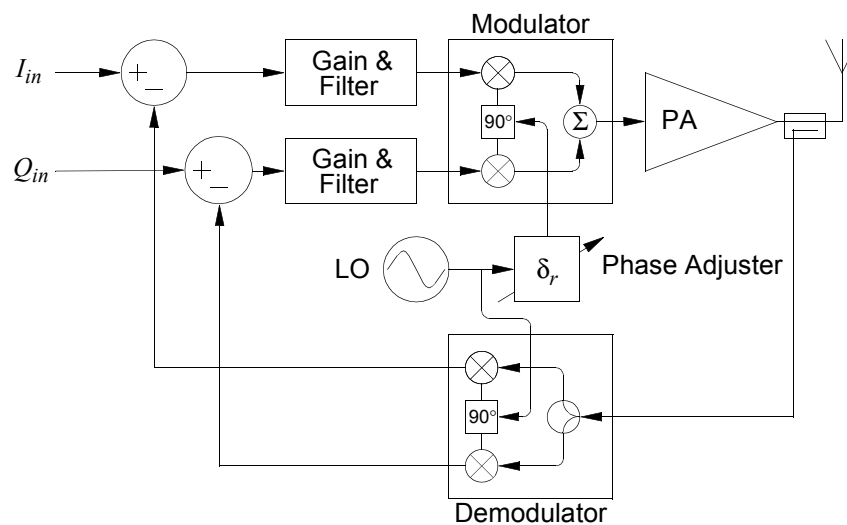 Modulator
I_in
+
−
Gain &
Filter
90°
Σ
PA
Q_in
+
−
Gain &
Filter
LO
δ_r
Phase Adjuster
90°
Demodulator